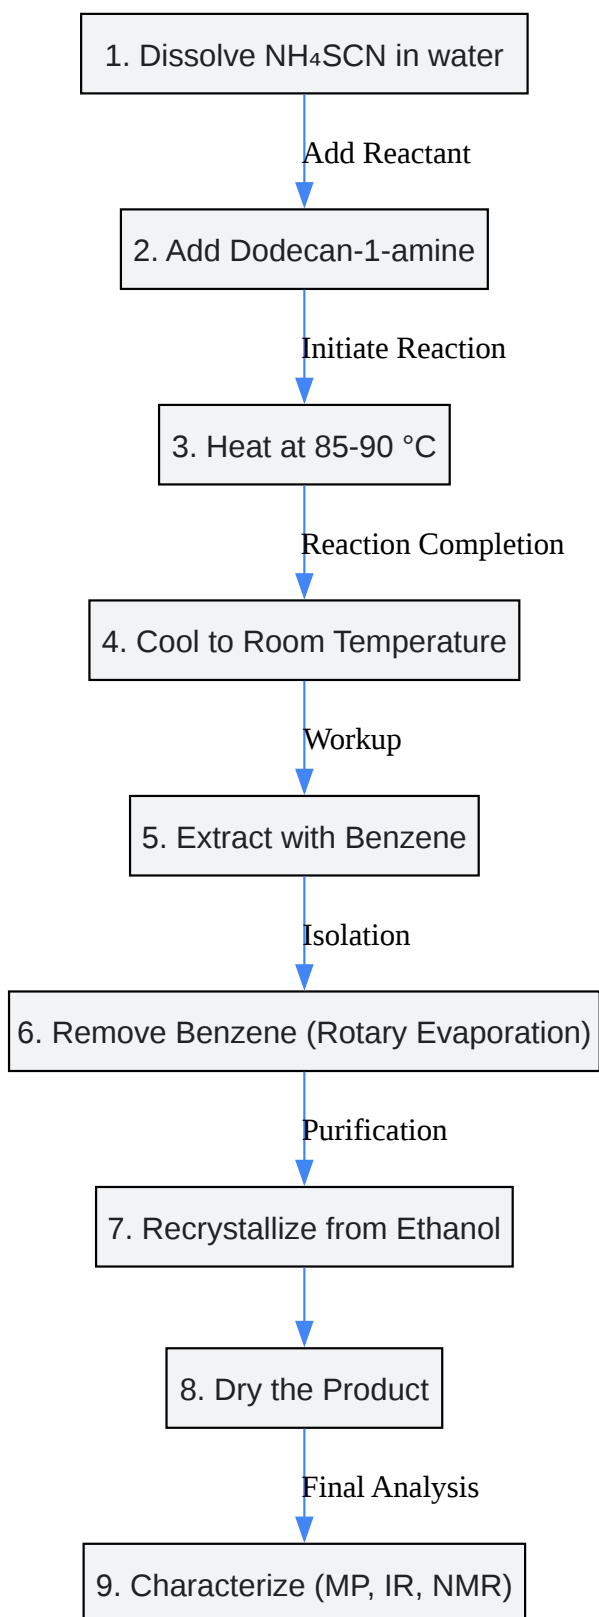 1. Dissolve NH₄SCN in water
Add Reactant
2. Add Dodecan-1-amine
Initiate Reaction
3. Heat at 85-90 °C
Reaction Completion
4. Cool to Room Temperature
Workup
5. Extract with Benzene
Isolation
6. Remove Benzene (Rotary Evaporation)
Purification
7. Recrystallize from Ethanol
8. Dry the Product
Final Analysis
9. Characterize (MP, IR, NMR)